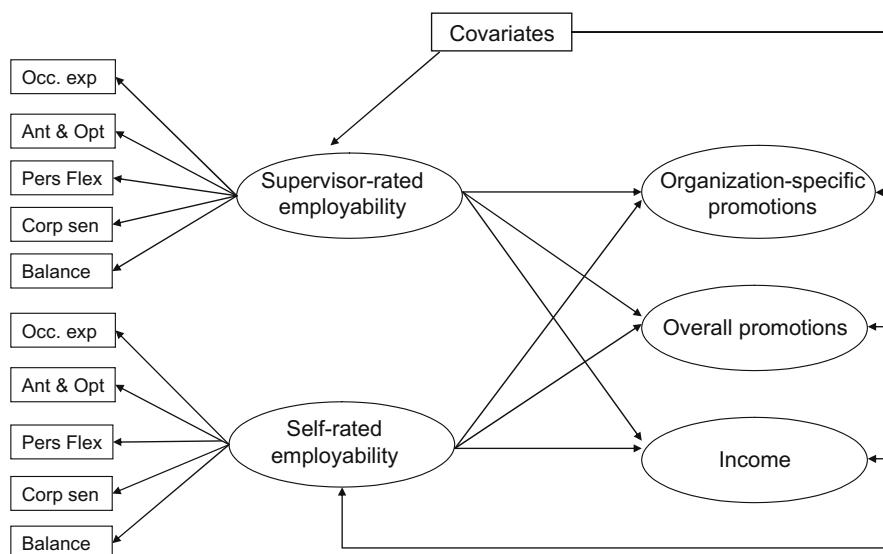 Covariates
Occ. exp
Ant & Opt
Pers Flex
Corp sen
Balance
Supervisor-rated
employability
Organization-specific
promotions
Overall promotions
Occ. exp
Ant & Opt
Pers Flex
Corp sen
Balance
Self-rated
employability
Income